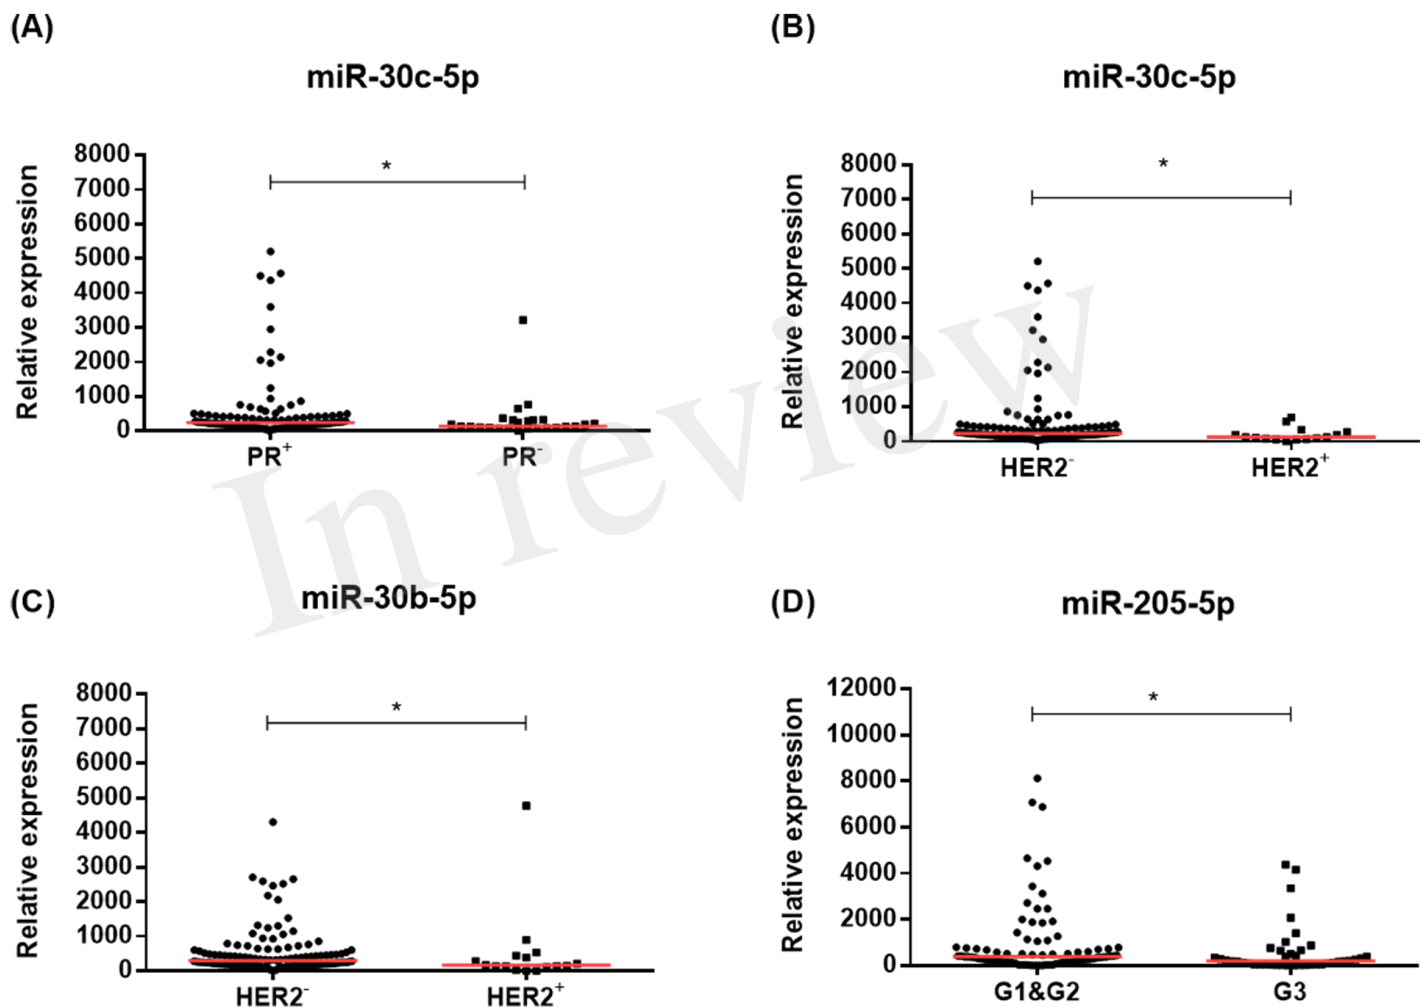 (A)
miR-30c-5p
Relative expression
8000
7000
6000
5000
4000
3000
2000
1000
0
*
PR+
PR-
(B)
miR-30c-5p
Relative expression
8000
7000
6000
5000
4000
3000
2000
1000
0
*
HER2-
HER2+
In review
(C)
miR-30b-5p
Relative expression
8000
7000
6000
5000
4000
3000
2000
1000
0
*
HER2-
HER2+
(D)
miR-205-5p
Relative expression
12000
10000
8000
6000
4000
2000
0
*
G1&G2
G3